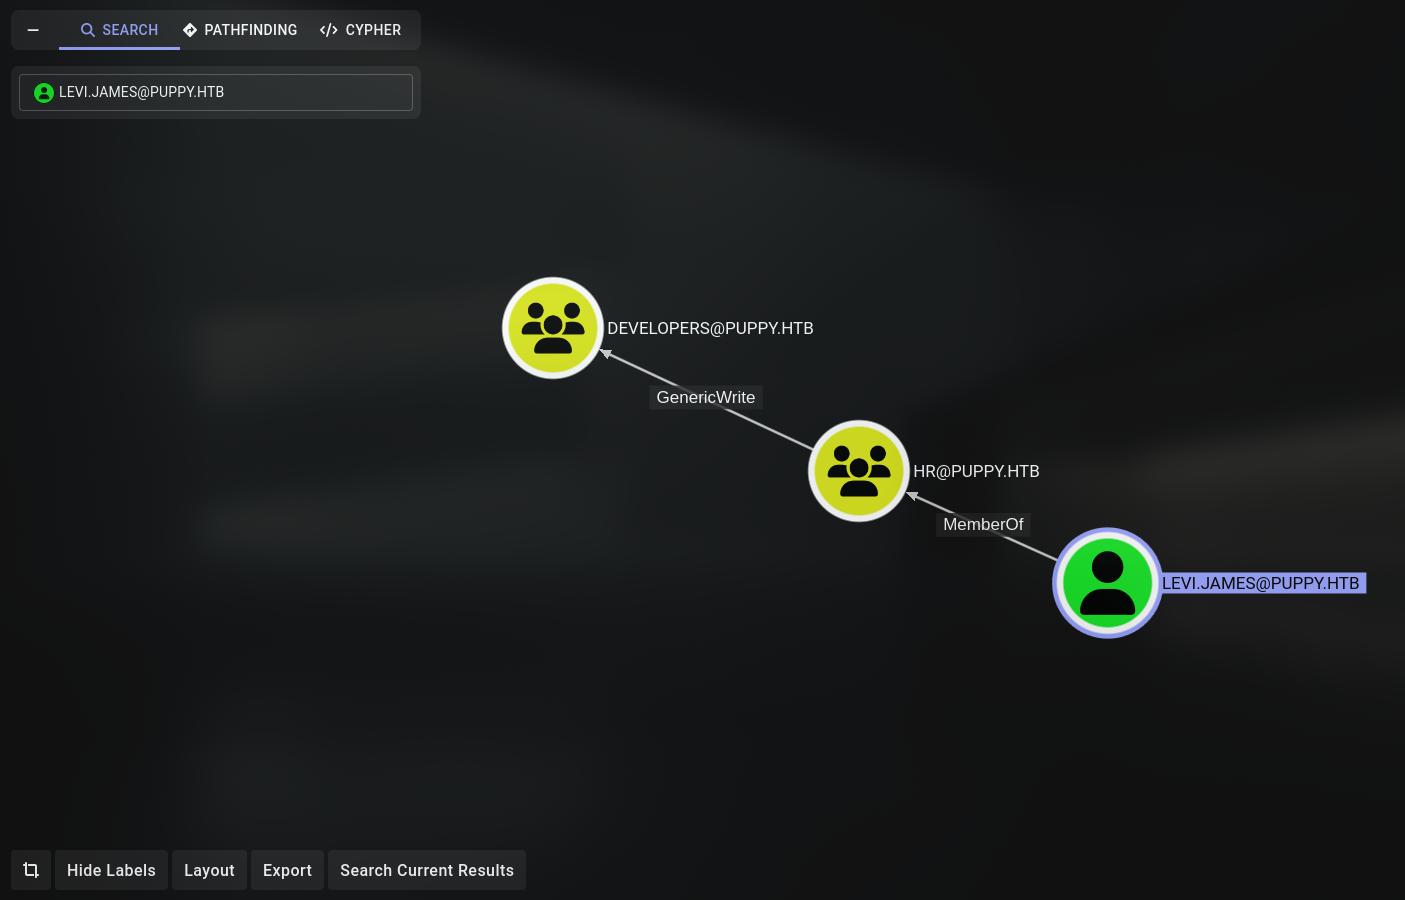 SEARCH
PATHFINDING
CYPHER
LEVI.JAMES@PUPPY.HTB
DEVELOPERS@PUPPY.HTB
GenericWrite
HR@PUPPY.HTB
MemberOf
LEVI.JAMES@PUPPY.HTB
Hide Labels
Layout
Export
Search Current Results